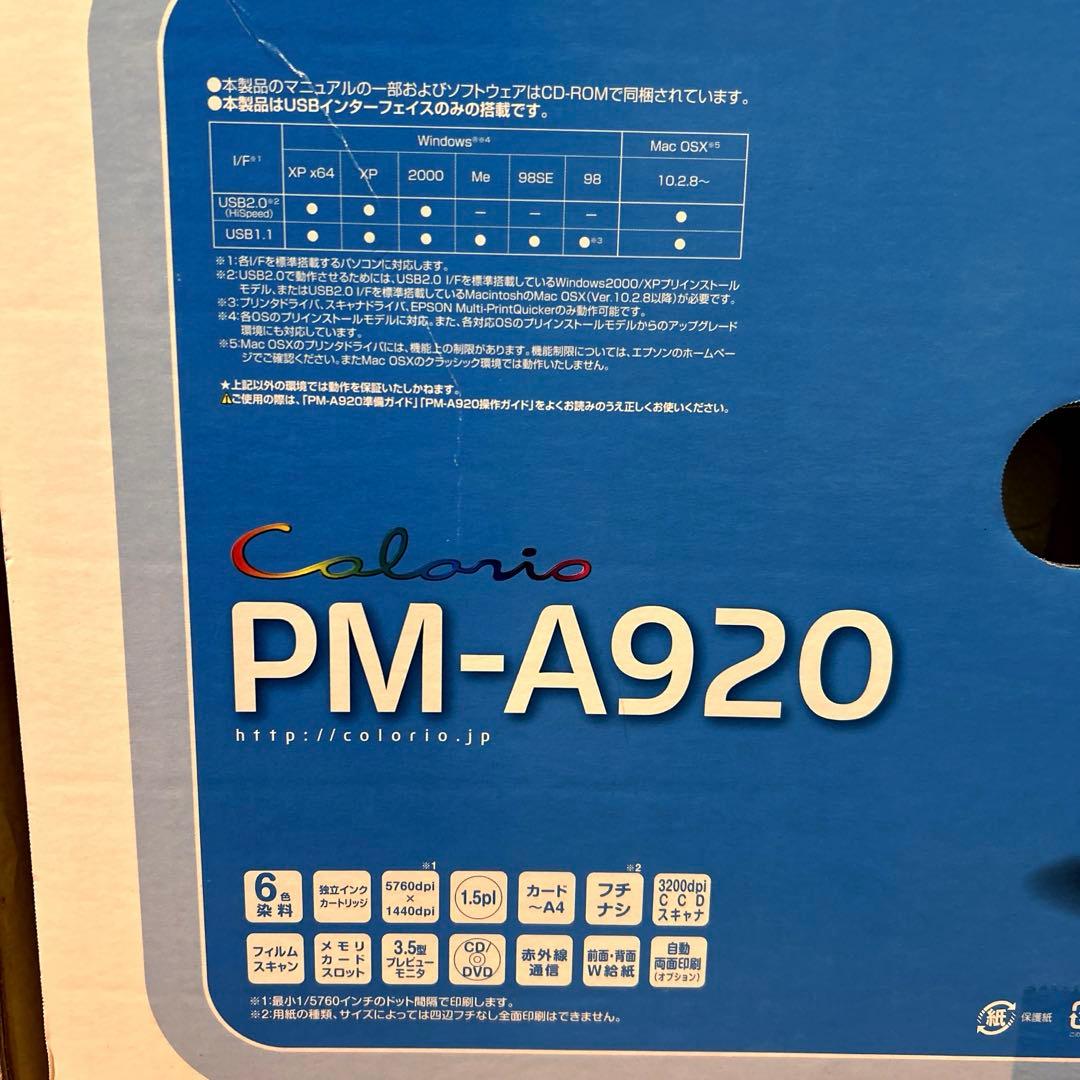 ●本製品のマニュアルの一部およびソフトウェアはCD-ROMで同梱されています。
●本製品はUSBインターフェイスのみの搭載です。
I/F※1 Windows®※4 Mac OSX※5
XP x64 XP 2000 Me 98SE 98 10.2.8～
USB2.0※2 (HiSpeed) ● ● ● － － － ●
USB1.1 ● ● ● ● ● ●※3 ●
※1:各I/Fを標準搭載するパソコンに対応します。
※2:USB2.0で動作させるためには、USB2.0 I/Fを標準搭載しているWindows2000/XPプリインストール
モデル、またはUSB2.0 I/Fを標準搭載しているMacintoshのMac OSX(Ver.10.2.8以降)が必要です。
※3:プリンタドライバ、スキャナドライバ、EPSON Multi-PrintQuickerのみ動作可能です。
※4:各OSのプリインストールモデルに対応。また、各対応OSのプリインストールモデルからのアップグレード
環境にも対応しています。
※5:Mac OSXのプリンタドライバには、機能上の制限があります。機能制限については、エプソンのホームペー
ジでご確認ください。またMac OSXのクラッシック環境では動作いたしません。
★上記以外の環境では動作を保証いたしかねます。
⚠ご使用の際は、「PM-A920準備ガイド」「PM-A920操作ガイド」をよくお読みのうえ正しくお使いください。
Colorio
PM-A920
http://colorio.jp
6色染料 独立インクカートリッジ 5760dpi×1440dpi※1 1.5pl カード～A4 フチナシ※2 3200dpi CCDスキャナ
フィルムスキャン メモリカードスロット 3.5型プレビューモニタ CD/DVD 赤外線通信 前面・背面W給紙 自動両面印刷(オプション)
※1:最小1/5760インチのドット間隔で印刷します。
※2:用紙の種類、サイズによっては四辺フチなし全面印刷はできません。
紙 保護紙